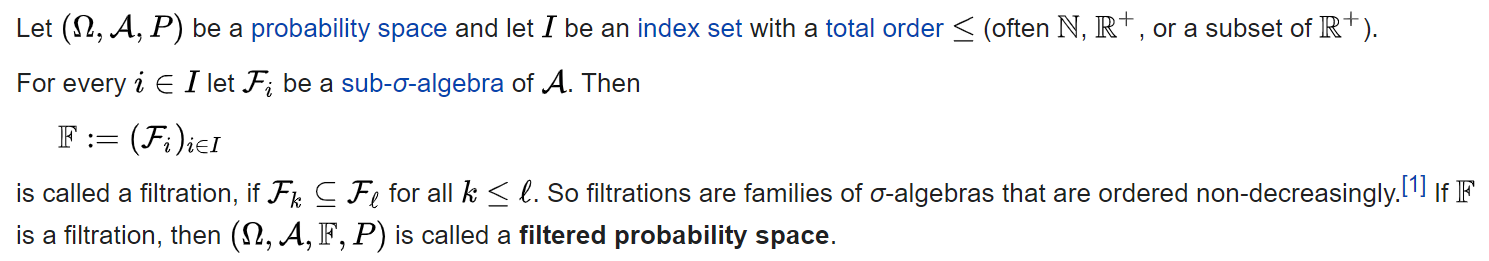 Let (Ω, 𝒜, P) be a probability space and let I be an index set with a total order ≤ (often ℕ, ℝ⁺, or a subset of ℝ⁺).
For every i ∈ I let ℱᵢ be a sub-σ-algebra of 𝒜. Then
𝔽 := (ℱᵢ)_{i∈I}
is called a filtration, if ℱₖ ⊆ ℱ_ℓ for all k ≤ ℓ. So filtrations are families of σ-algebras that are ordered non-decreasingly.[1] If 𝔽
is a filtration, then (Ω, 𝒜, 𝔽, P) is called a filtered probability space.